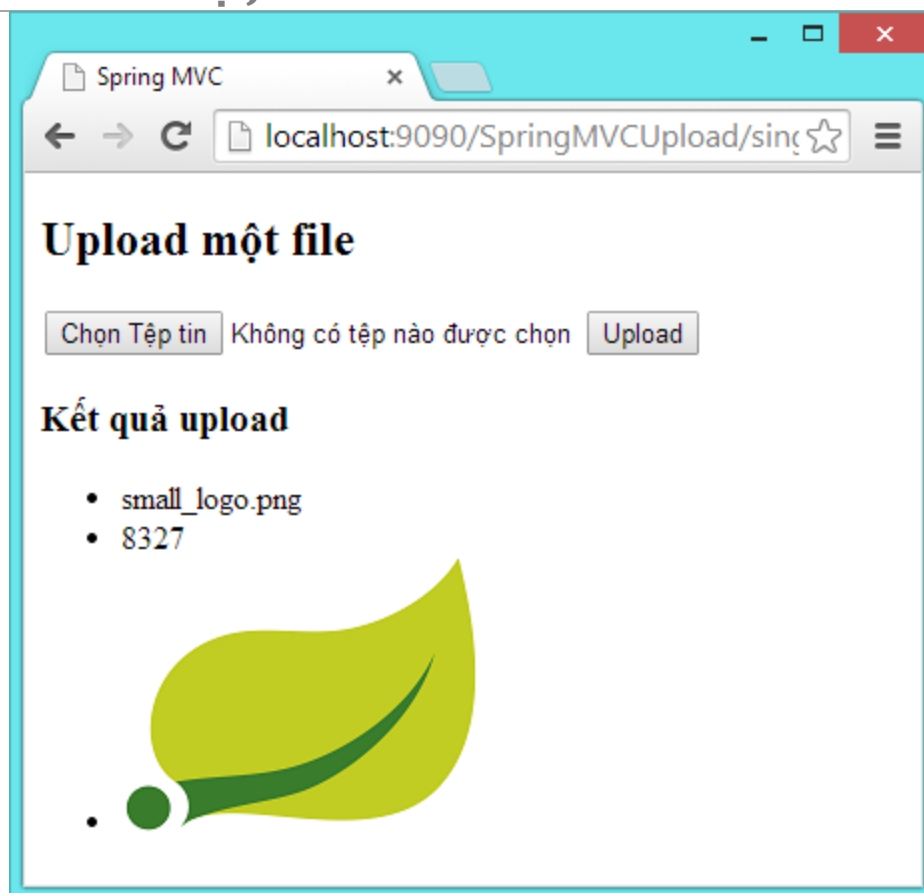 Spring MVC
localhost:9090/SpringMVCUpload/sing
Upload một file
Chọn Tệp tin Không có tệp nào được chọn Upload
Kết quả upload
small_logo.png
8327